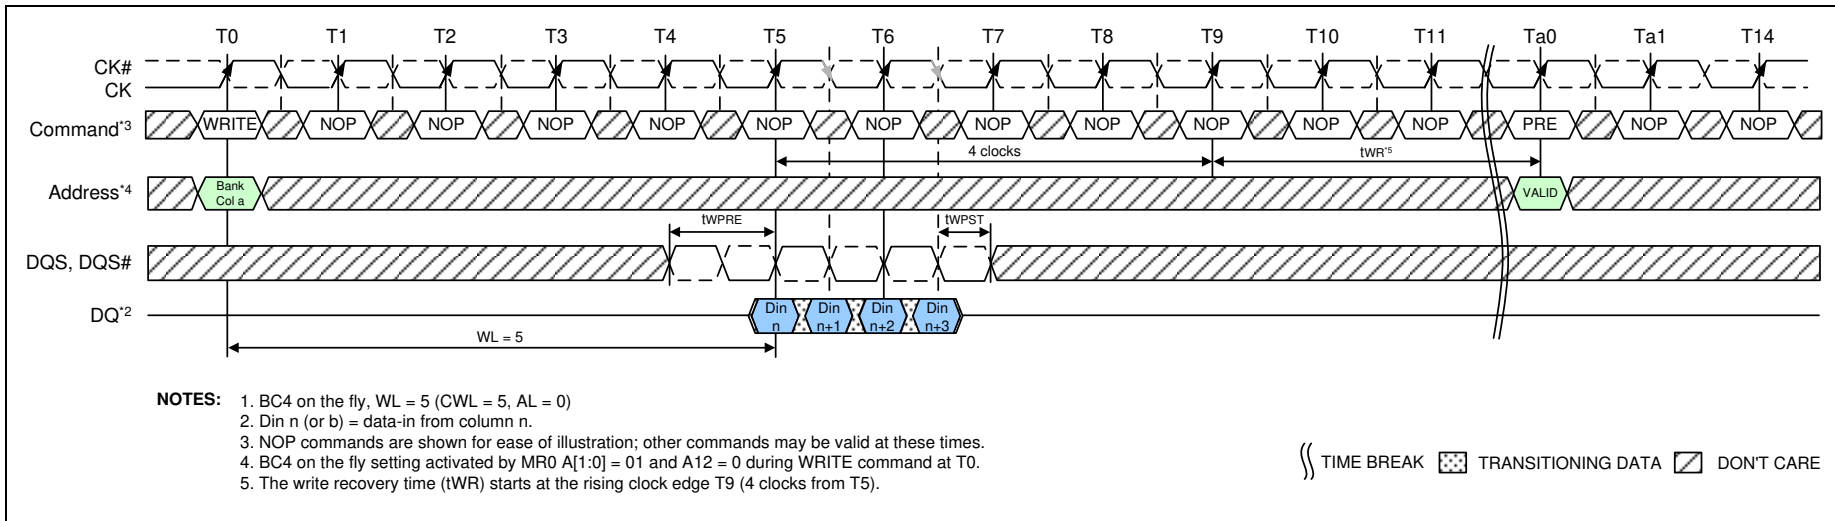 T0 T1 T2 T3 T4 T5 T6 T7 T8 T9 T10 T11 Ta0 Ta1 T14
CK#
CK
Command*3 WRITE NOP NOP NOP NOP NOP NOP NOP NOP NOP NOP NOP PRE NOP NOP
4 clocks tWR*5
Address*4 Bank Col a VALID
tWPRE tWPST
DQS, DQS#
DQ*2 Din n Din n+1 Din n+2 Din n+3
WL = 5
NOTES: 1. BC4 on the fly, WL = 5 (CWL = 5, AL = 0)
2. Din n (or b) = data-in from column n.
3. NOP commands are shown for ease of illustration; other commands may be valid at these times.
4. BC4 on the fly setting activated by MR0 A[1:0] = 01 and A12 = 0 during WRITE command at T0.
5. The write recovery time (tWR) starts at the rising clock edge T9 (4 clocks from T5).
TIME BREAK TRANSITIONING DATA DON'T CARE